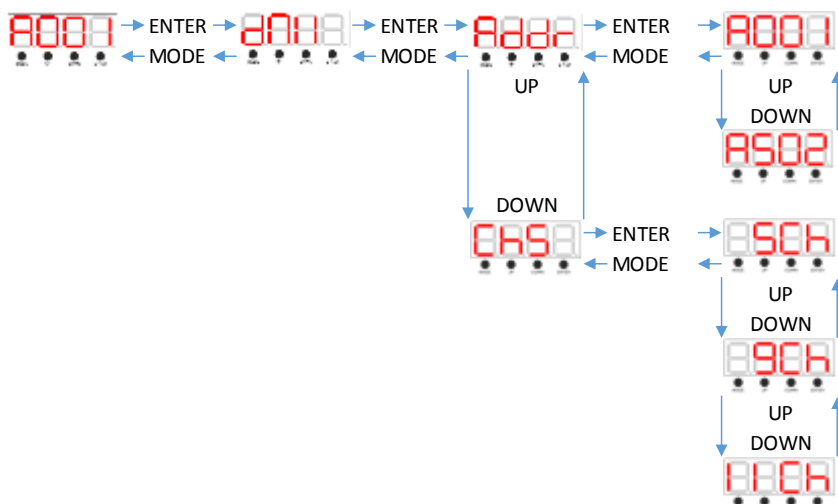 A001 ENTER dM1 ENTER Addr ENTER A001
MODE MODE MODE
UP UP
DOWN
A502
DOWN
ChS ENTER 5Ch
MODE
UP
DOWN
9Ch
UP
DOWN
11Ch